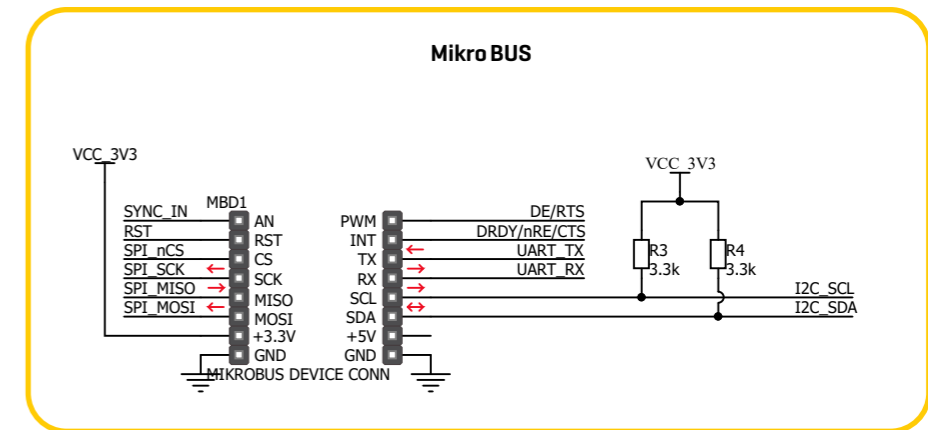 Mikro BUS
VCC_3V3
VCC_3V3
MBD1
SYNC_IN AN PWM DE/RTS
RST RST INT DRDY/nRE/CTS
SPI_nCS CS TX UART_TX R3 R4
SPI_SCK SCK RX UART_RX 3.3k 3.3k
SPI_MISO MISO SCL I2C_SCL
SPI_MOSI MOSI SDA I2C_SDA
+3.3V +5V
GND GND
MIKROBUS DEVICE CONN